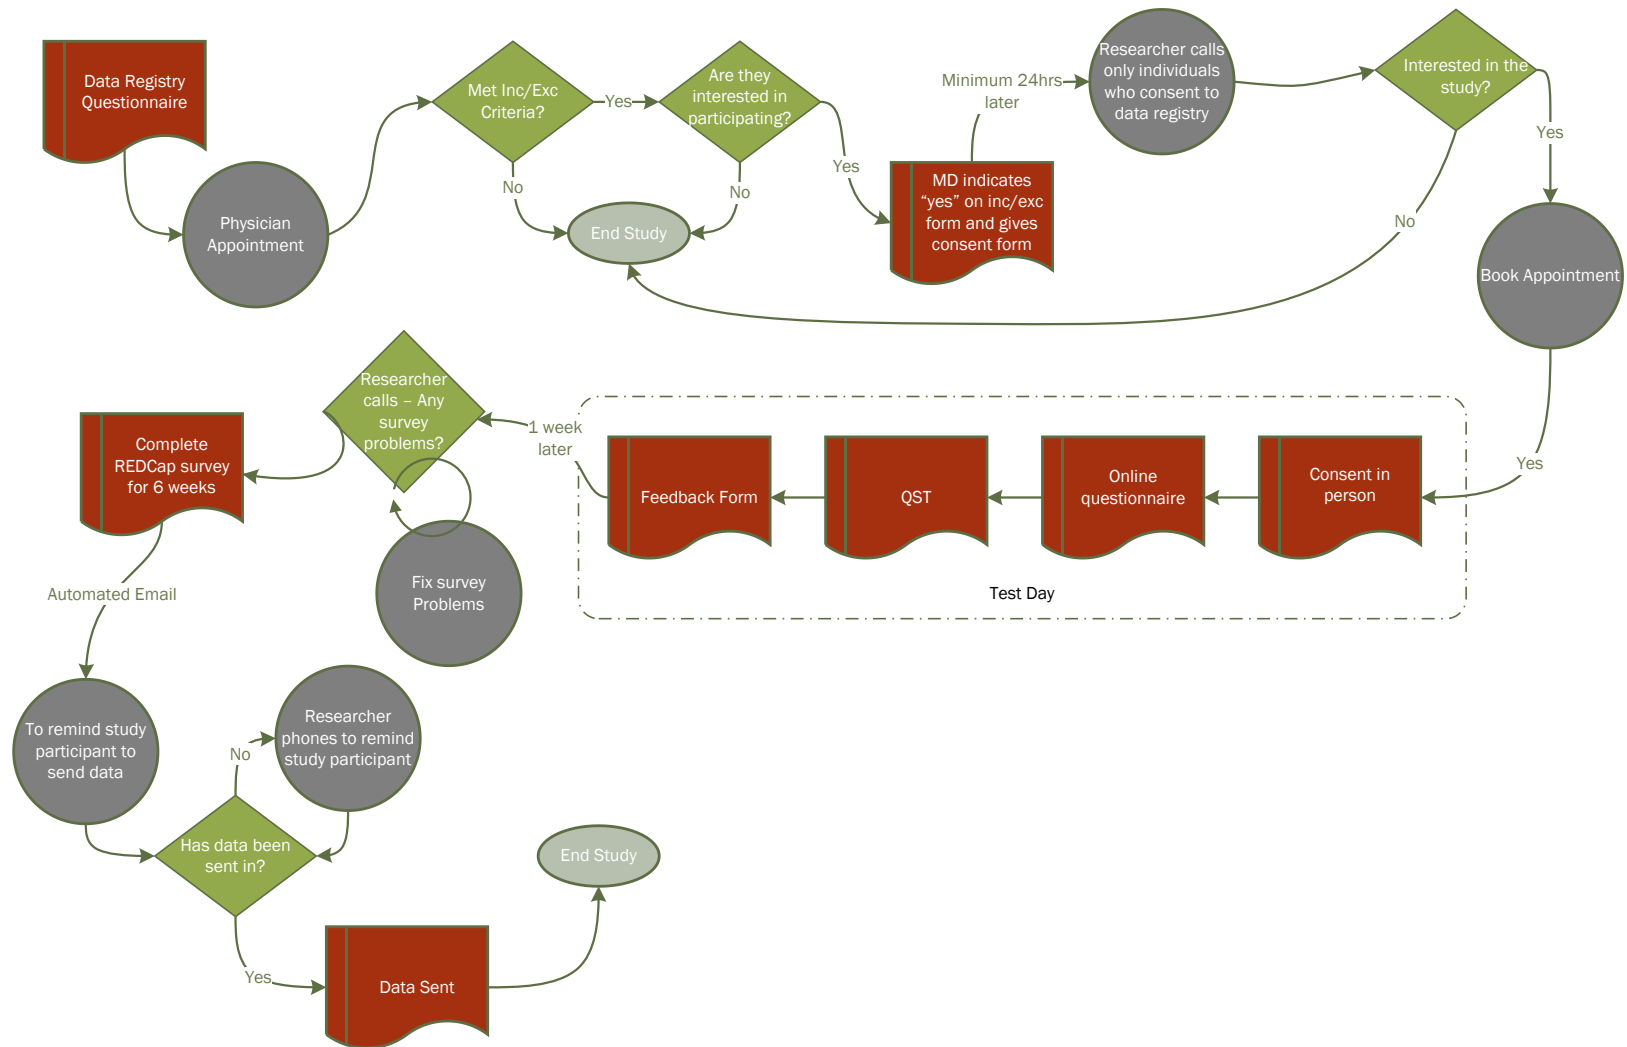 Data Registry
Questionnaire
Physician
Appointment
Met Inc/Exc
Criteria?
Yes
No
Are they
interested in
participating?
No
Yes
End Study
MD indicates
“yes” on inc/exc
form and gives
consent form
Minimum 24hrs
later
Researcher calls
only individuals
who consent to
data registry
Interested in the
study?
No
Yes
Book Appointment
Yes
Consent in
person
Online
questionnaire
QST
Feedback Form
Test Day
1 week
later
Researcher
calls – Any
survey
problems?
Fix survey
Problems
Complete
REDCap survey
for 6 weeks
Automated Email
To remind study
participant to
send data
Has data been
sent in?
No
Researcher
phones to remind
study participant
Yes
Data Sent
End Study